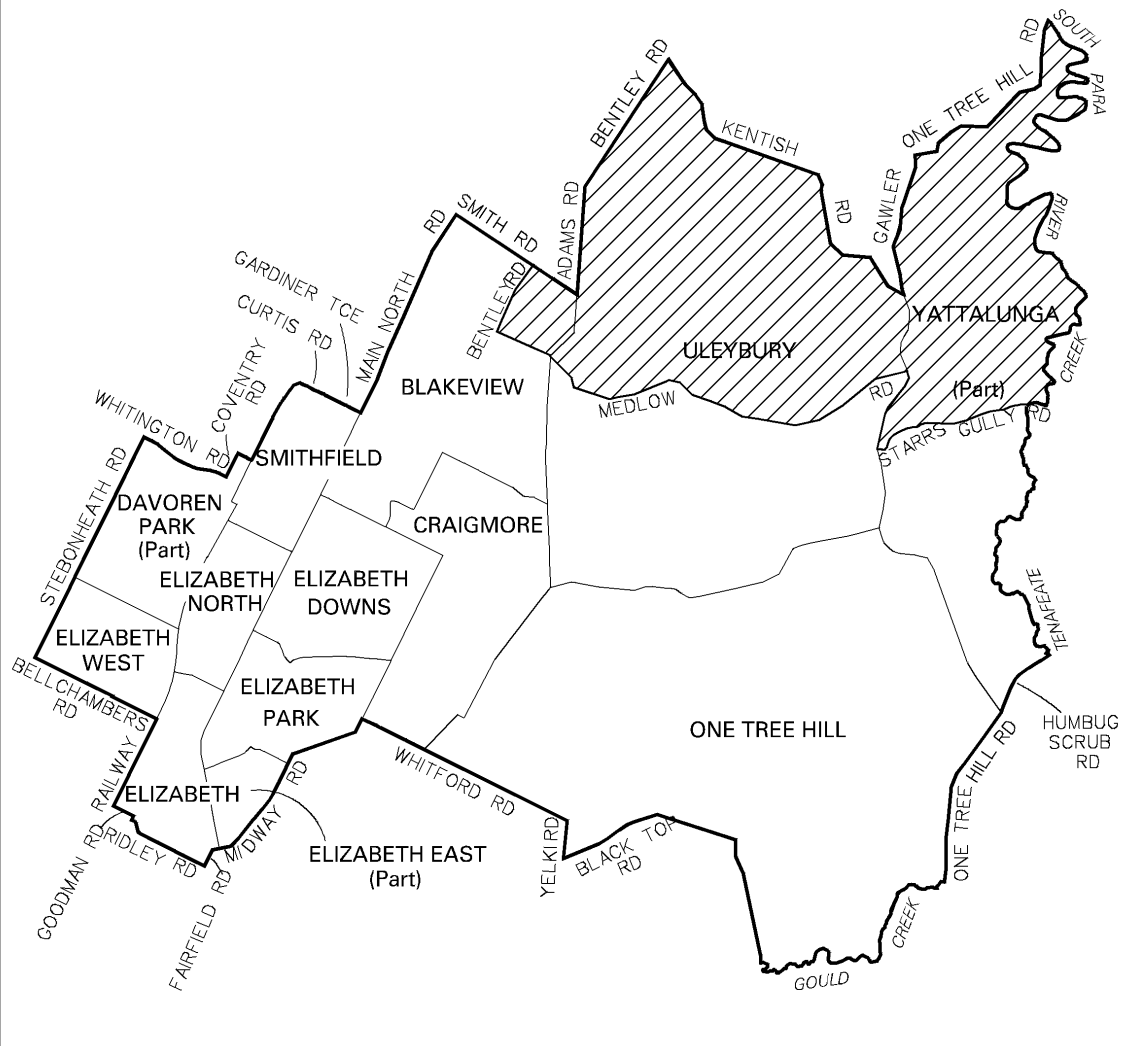 SOUTH
RD
PARA
ONE TREE HILL
BENTLEY RD
KENTISH
RD
GAWLER
RIVER
ADAMS RD
SMITH RD
RD
BENTLEY RD
MAIN NORTH
GARDINER TCE
CURTIS RD
COVENTRY
RD
WHITINGTON RD
YATTALUNGA
(Part)
ULEYBURY
CREEK
MEDLOW
RD
STARRS GULLY RD
BLAKEVIEW
SMITHFIELD
STEBONHEATH RD
DAVOREN
PARK
(Part)
CRAIGMORE
ELIZABETH
NORTH
ELIZABETH
DOWNS
TENAFEATE
ELIZABETH
WEST
BELLCHAMBERS
RD
ELIZABETH
PARK
ONE TREE HILL
HUMBUG
SCRUB
RD
WHITFORD RD
RAILWAY
ELIZABETH
RD
MIDWAY
GOODMAN RD
RIDLEY RD
FAIRFIELD RD
ELIZABETH EAST
(Part)
YELKI RD
BLACK TOP
RD
ONE TREE HILL RD
CREEK
GOULD